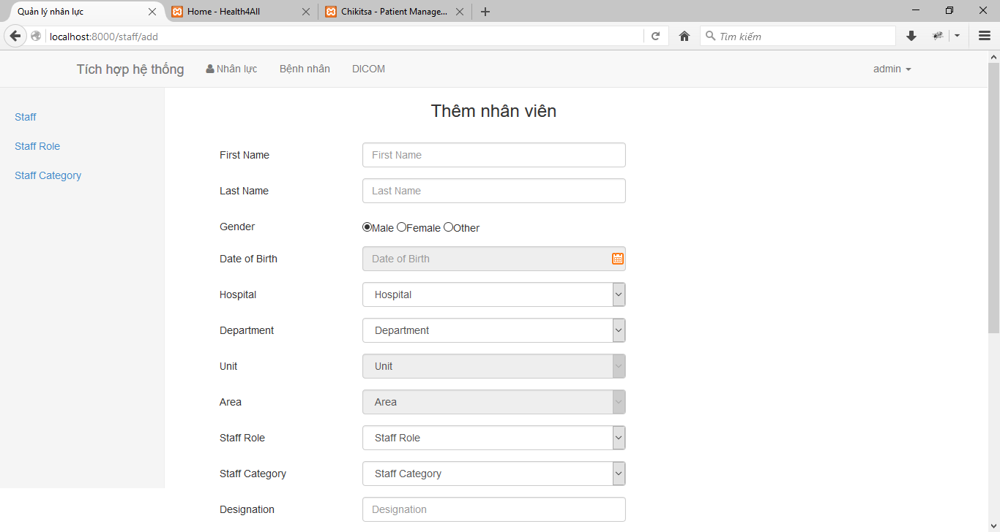 Quản lý nhân lực
Home - Health4All
Chikitsa - Patient Manage...
localhost:8000/staff/add
Tìm kiếm
Tích hợp hệ thống
Nhân lực
Bệnh nhân
DICOM
admin
Staff
Staff Role
Staff Category
Thêm nhân viên
First Name
First Name
Last Name
Last Name
Gender
Male Female Other
Date of Birth
Date of Birth
Hospital
Hospital
Department
Department
Unit
Unit
Area
Area
Staff Role
Staff Role
Staff Category
Staff Category
Designation
Designation